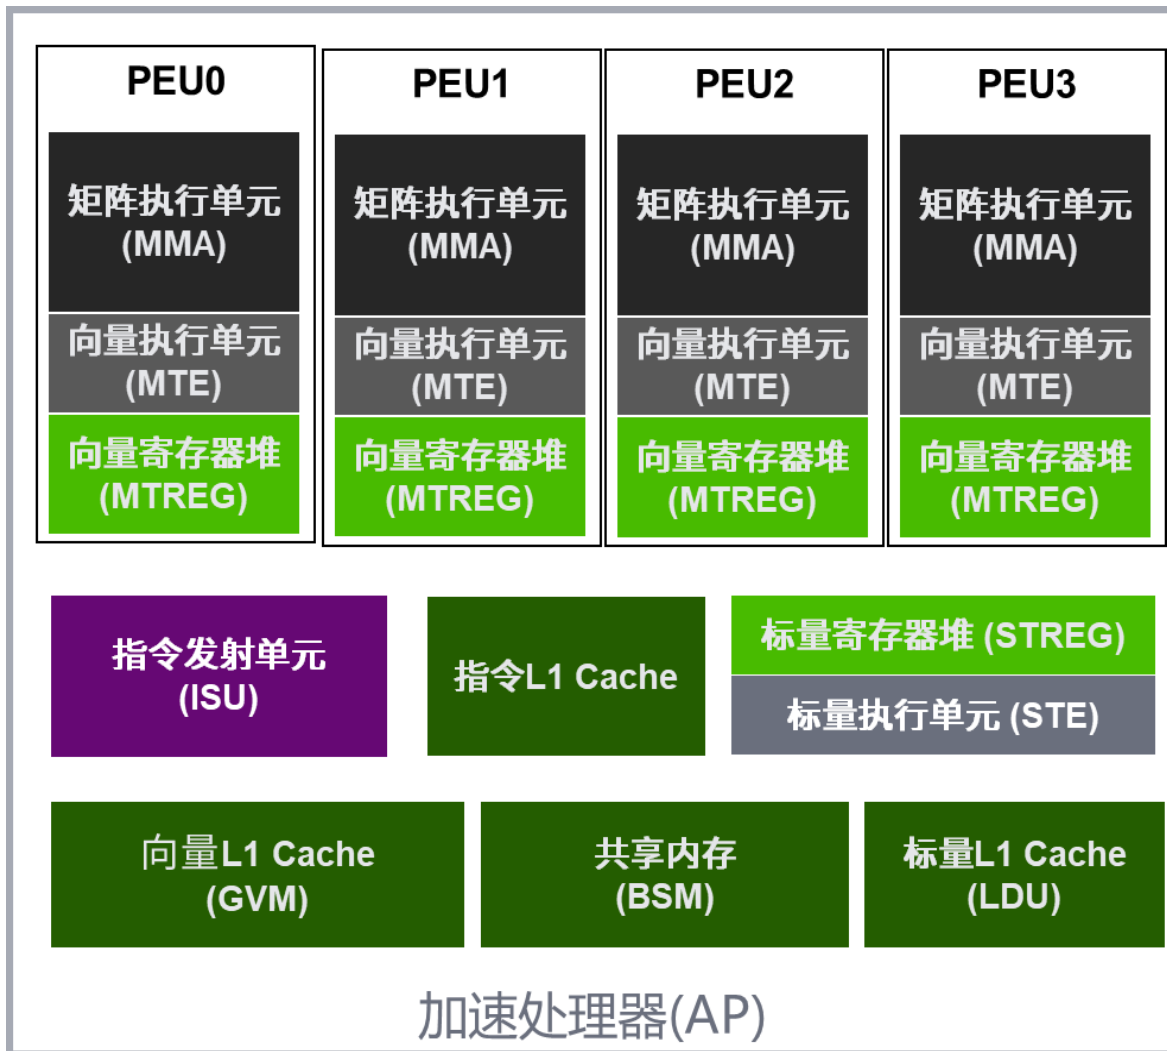 PEU0
矩阵执行单元
(MMA)
向量执行单元
(MTE)
向量寄存器堆
(MTREG)
PEU1
矩阵执行单元
(MMA)
向量执行单元
(MTE)
向量寄存器堆
(MTREG)
PEU2
矩阵执行单元
(MMA)
向量执行单元
(MTE)
向量寄存器堆
(MTREG)
PEU3
矩阵执行单元
(MMA)
向量执行单元
(MTE)
向量寄存器堆
(MTREG)
指令发射单元
(ISU)
指令L1 Cache
标量寄存器堆 (STREG)
标量执行单元 (STE)
向量L1 Cache
(GVM)
共享内存
(BSM)
标量L1 Cache
(LDU)
加速处理器(AP)